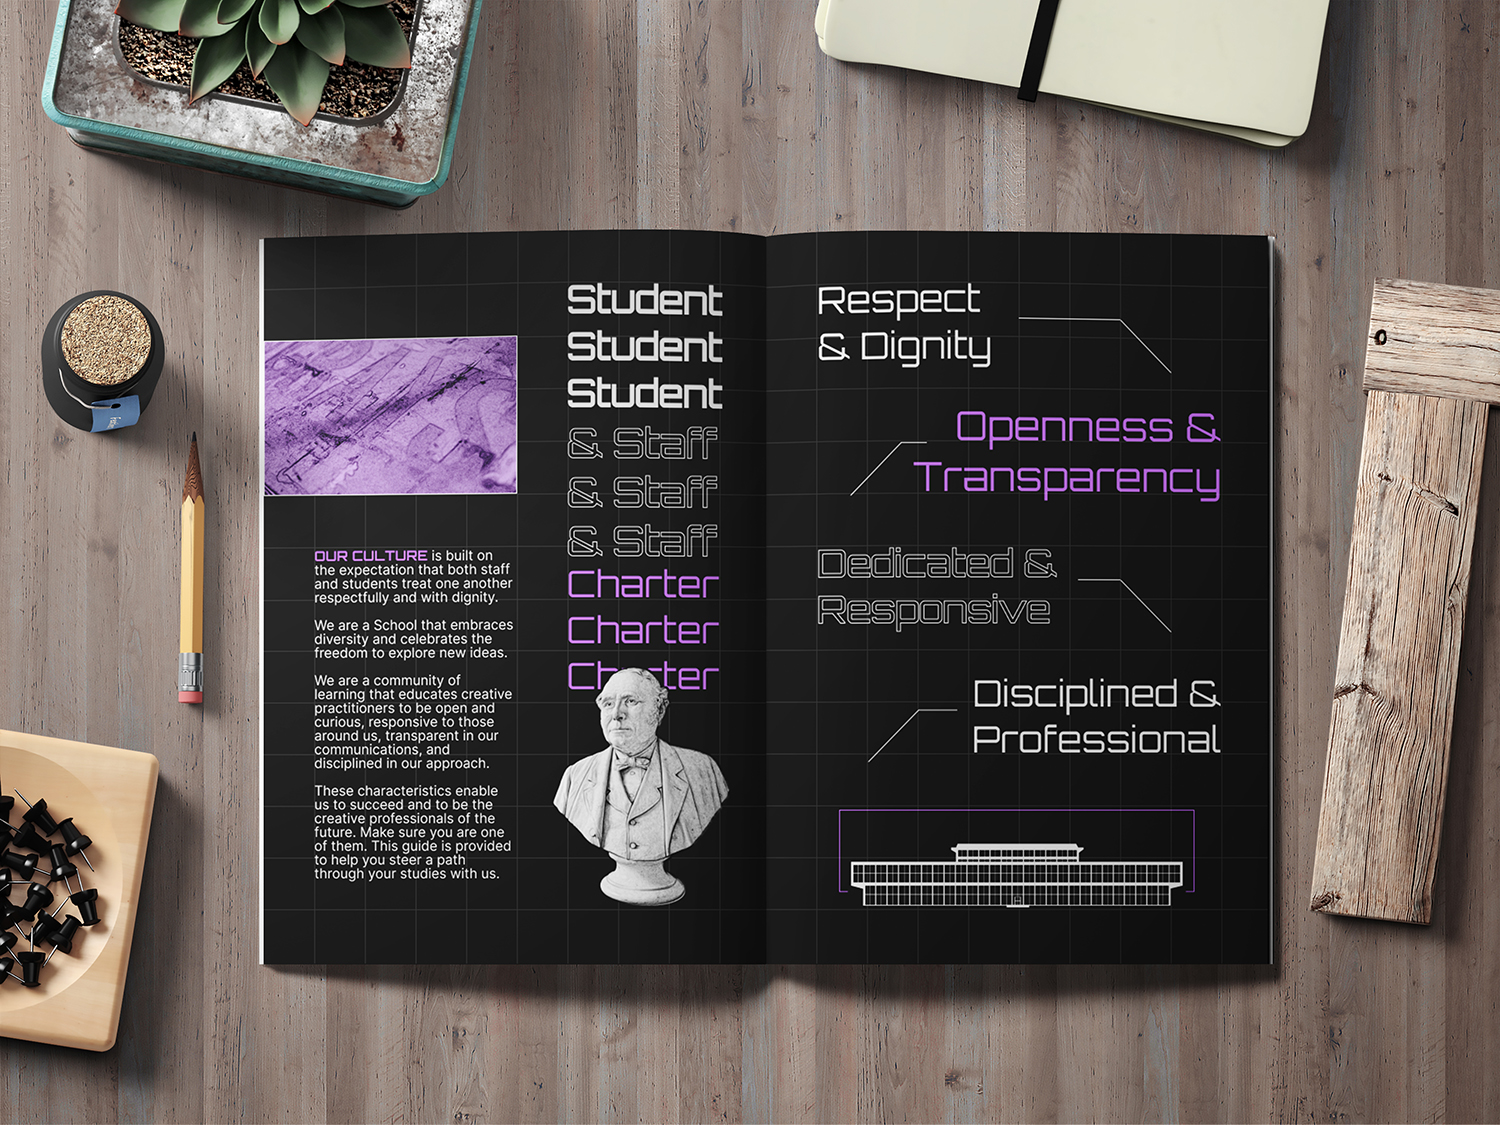 OUR CULTURE is built on
the expectation that both staff
and students treat one another
respectfully and with dignity.
We are a School that embraces
diversity and celebrates the
freedom to explore new ideas.
We are a community of
learning that educates creative
practitioners to be open and
curious, responsive to those
around us, transparent in our
communications, and
disciplined in our approach.
These characteristics enable
us to succeed and to be the
creative professionals of the
future. Make sure you are one
of them. This guide is provided
to help you steer a path
through your studies with us.
Student
Student
Student
& Staff
& Staff
& Staff
Charter
Charter
Charter
Respect
& Dignity
Openness &
Transparency
Dedicated &
Responsive
Disciplined &
Professional